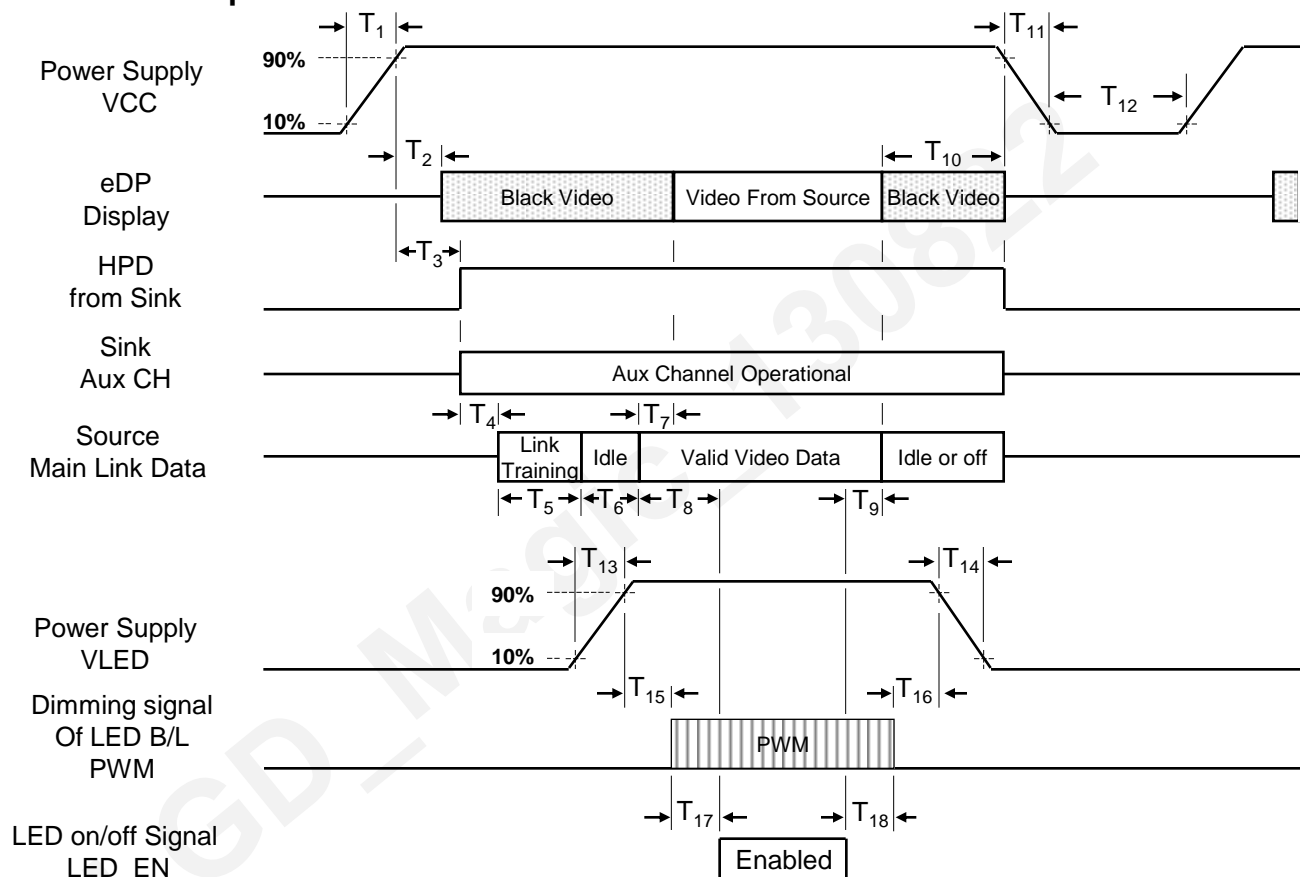 T1
T11
90%
Power Supply
VCC
T12
10%
T2
T10
eDP
Display
Black Video
Video From Source
Black Video
T3
HPD
from Sink
Sink
Aux CH
Aux Channel Operational
T4
T7
Source
Main Link Data
Link
Training
Idle
Valid Video Data
Idle or off
T5
T6
T8
T9
T13
T14
90%
Power Supply
VLED
10%
T15
T16
Dimming signal
Of LED B/L
PWM
PWM
T17
T18
LED on/off Signal
LED_EN
Enabled
GD_Magic_130822